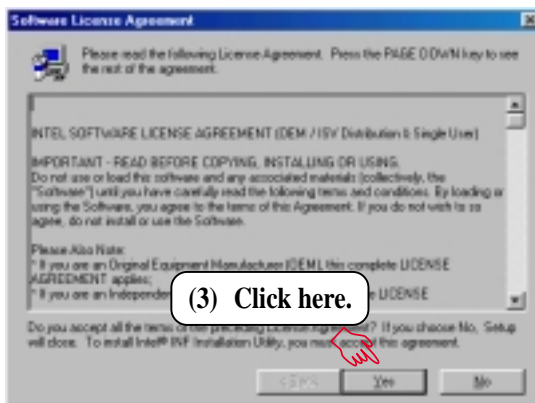 Software License Agreement
Please read the following License Agreement. Press the PAGE DOWN key to see
the rest of the agreement.
INTEL SOFTWARE LICENSE AGREEMENT (OEM / ISV Distribution & Single User)
IMPORTANT - READ BEFORE COPYING, INSTALLING OR USING.
Do not use or load this software and any associated materials (collectively, the
"Software") until you have carefully read the following terms and conditions. By loading or
using the Software, you agree to the terms of this Agreement. If you do not wish to so
agree, do not install or use the Software.
Please Also Note:
* If you are an Original Equipment Manufacturer (OEM), this complete LICENSE
AGREEMENT applies;
* If you are an Independent LICENSE
(3) Click here.
Do you accept all the terms of the preceding License Agreement? If you choose No, Setup
will close. To install Intel® INF Installation Utility, you must accept this agreement.
< Back
Yes
No